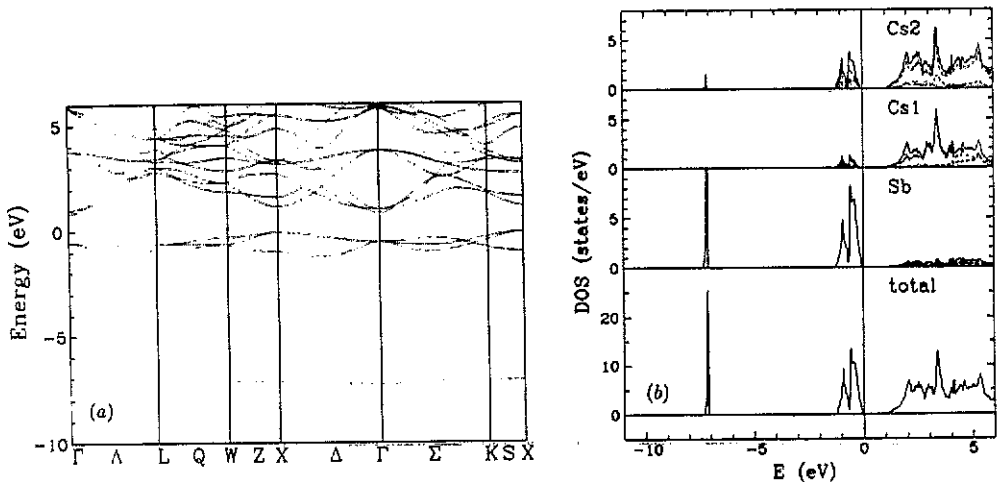 Energy (eV)
5
0
-5
-10
(a)
Γ Λ L Q W Z X Δ Γ Σ K S X
DOS (states/eV)
Cs2
5
0
Cs1
5
0
Sb
5
0
total
20
10
0
(b)
-10 -5 0 5
E (eV)